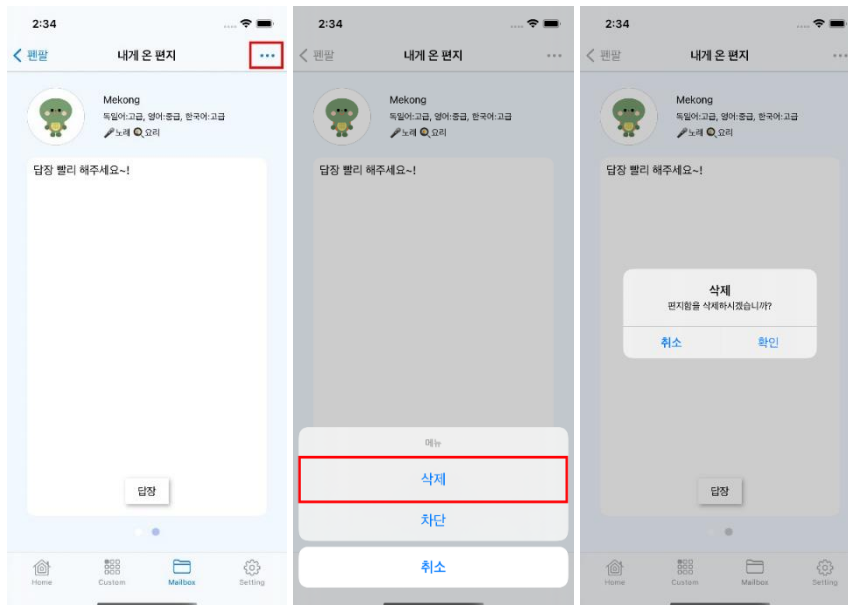 2:34
펜팔
내게 온 편지
Mekong
독일어:고급, 영어:중급, 한국어:고급
🎤노래 🍳요리
답장 빨리 해주세요~!
답장
Home
Custom
Mailbox
Setting
2:34
펜팔
내게 온 편지
Mekong
독일어:고급, 영어:중급, 한국어:고급
🎤노래 🍳요리
답장 빨리 해주세요~!
메뉴
삭제
차단
취소
2:34
펜팔
내게 온 편지
Mekong
독일어:고급, 영어:중급, 한국어:고급
🎤노래 🍳요리
답장 빨리 해주세요~!
삭제
편지함을 삭제하시겠습니까?
취소
확인
답장
Home
Custom
Mailbox
Setting